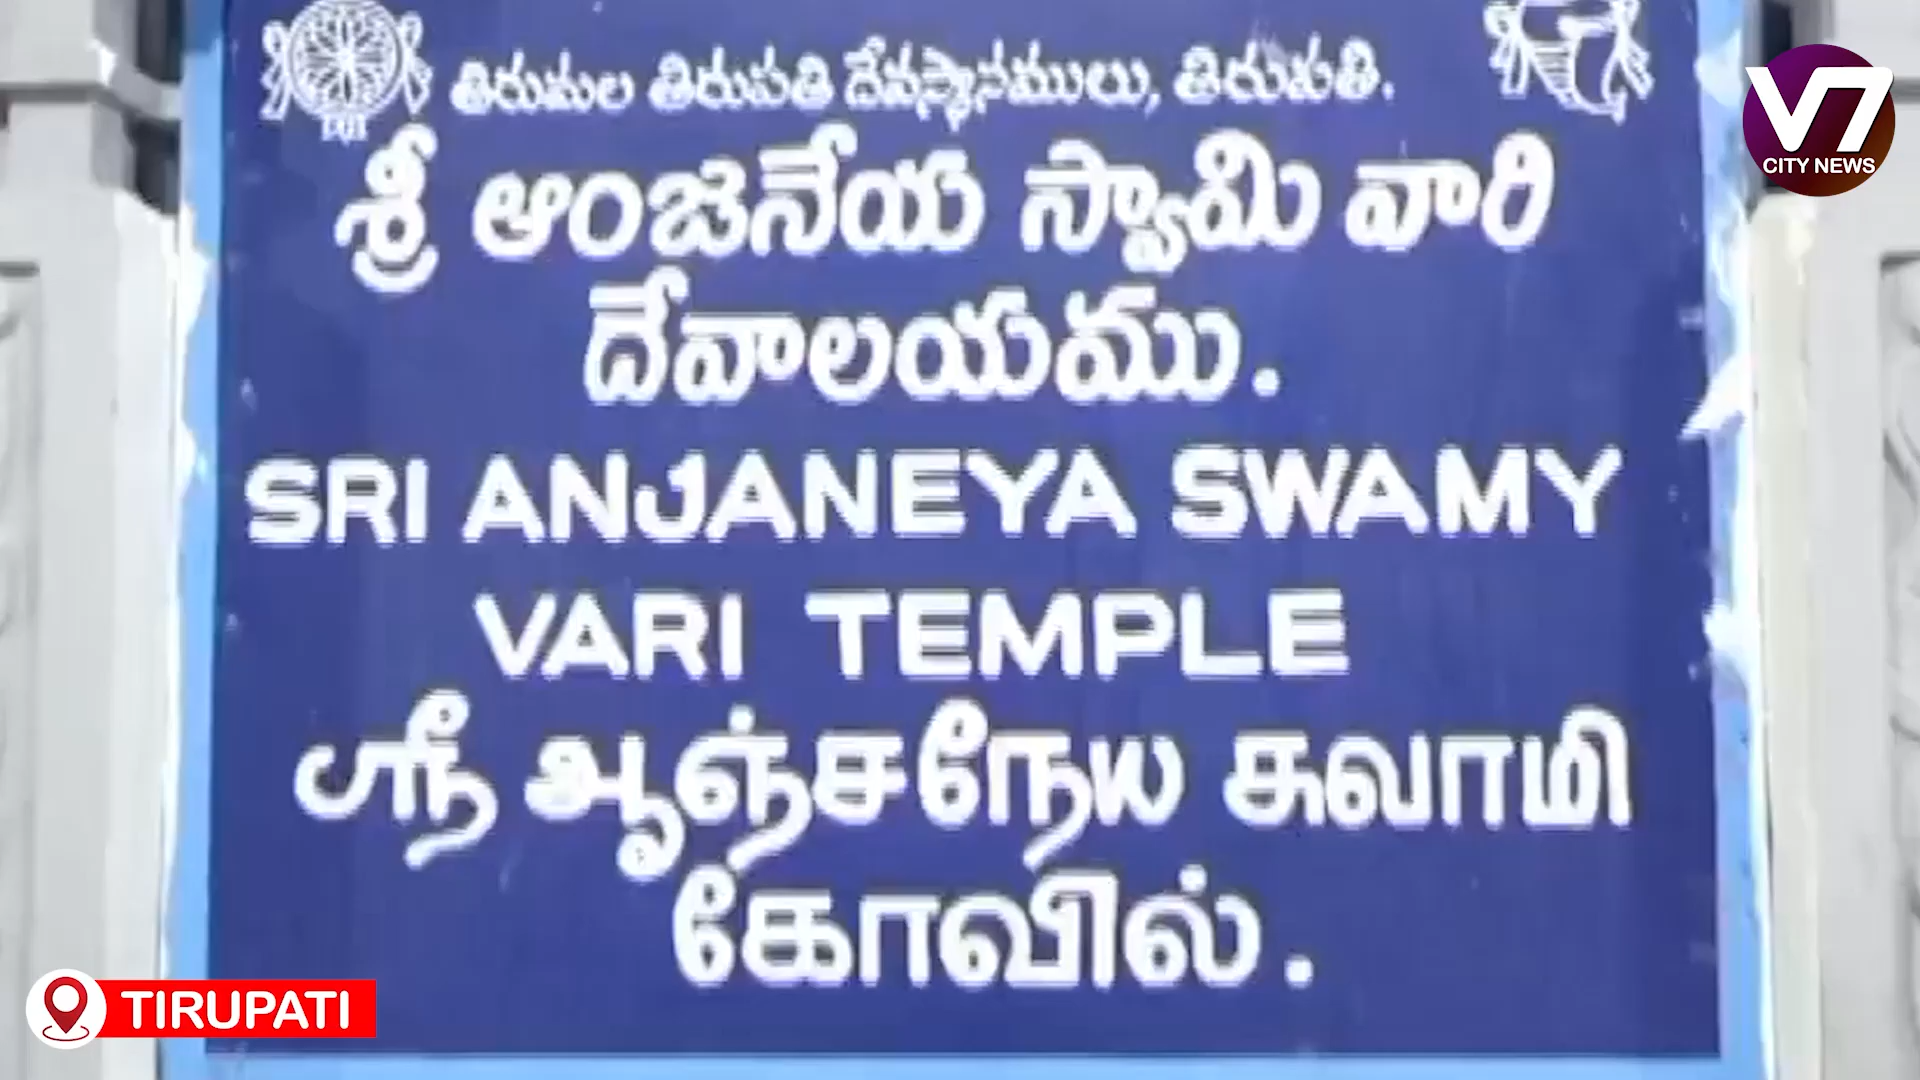 తిరుమల తిరుపతి దేవస్థానములు, తిరుపతి.
శ్రీ ఆంజనేయ స్వామి వారి
దేవాలయము.
SRI ANJANEYA SWAMY
VARI TEMPLE
ஸ்ரீ ஆஞ்சநேய சுவாமி
கோவில்.
V7
CITY NEWS
TIRUPATI